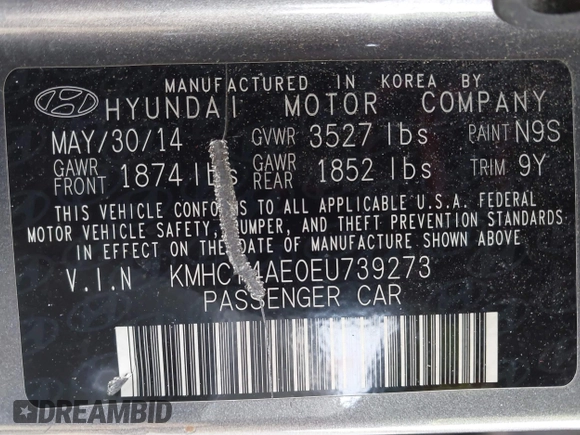 MANUFACTURED IN KOREA BY
HYUNDAI MOTOR COMPANY
MAY/30/14 GVWR 3527 lbs PAINT N9S
GAWR FRONT 1874 lbs GAWR REAR 1852 lbs TRIM 9Y
THIS VEHICLE CONFORMS TO ALL APPLICABLE U.S.A. FEDERAL
MOTOR VEHICLE SAFETY, BUMPER, AND THEFT PREVENTION STANDARDS
IN EFFECT ON THE DATE OF MANUFACTURE SHOWN ABOVE
V.I.N
PASSENGER CAR
DREAMBID